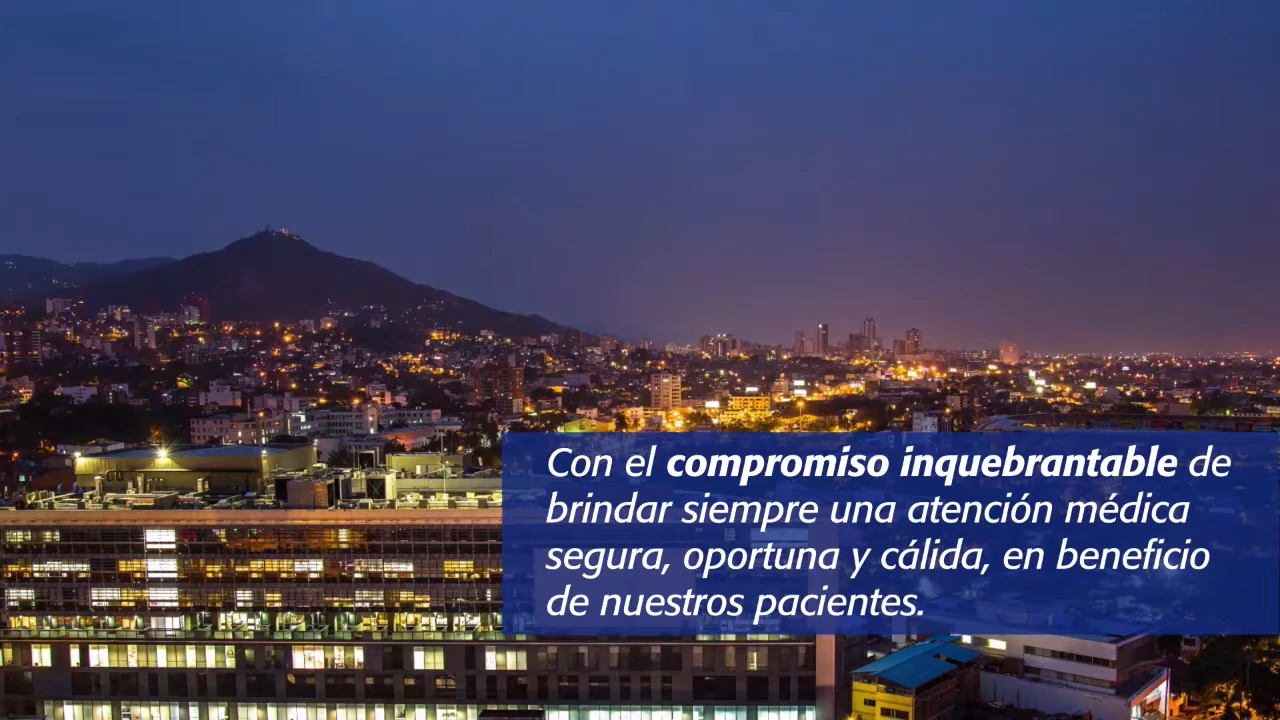 Con el compromiso inquebrantable de
brindar siempre una atención médica
segura, oportuna y cálida, en beneficio
de nuestros pacientes.